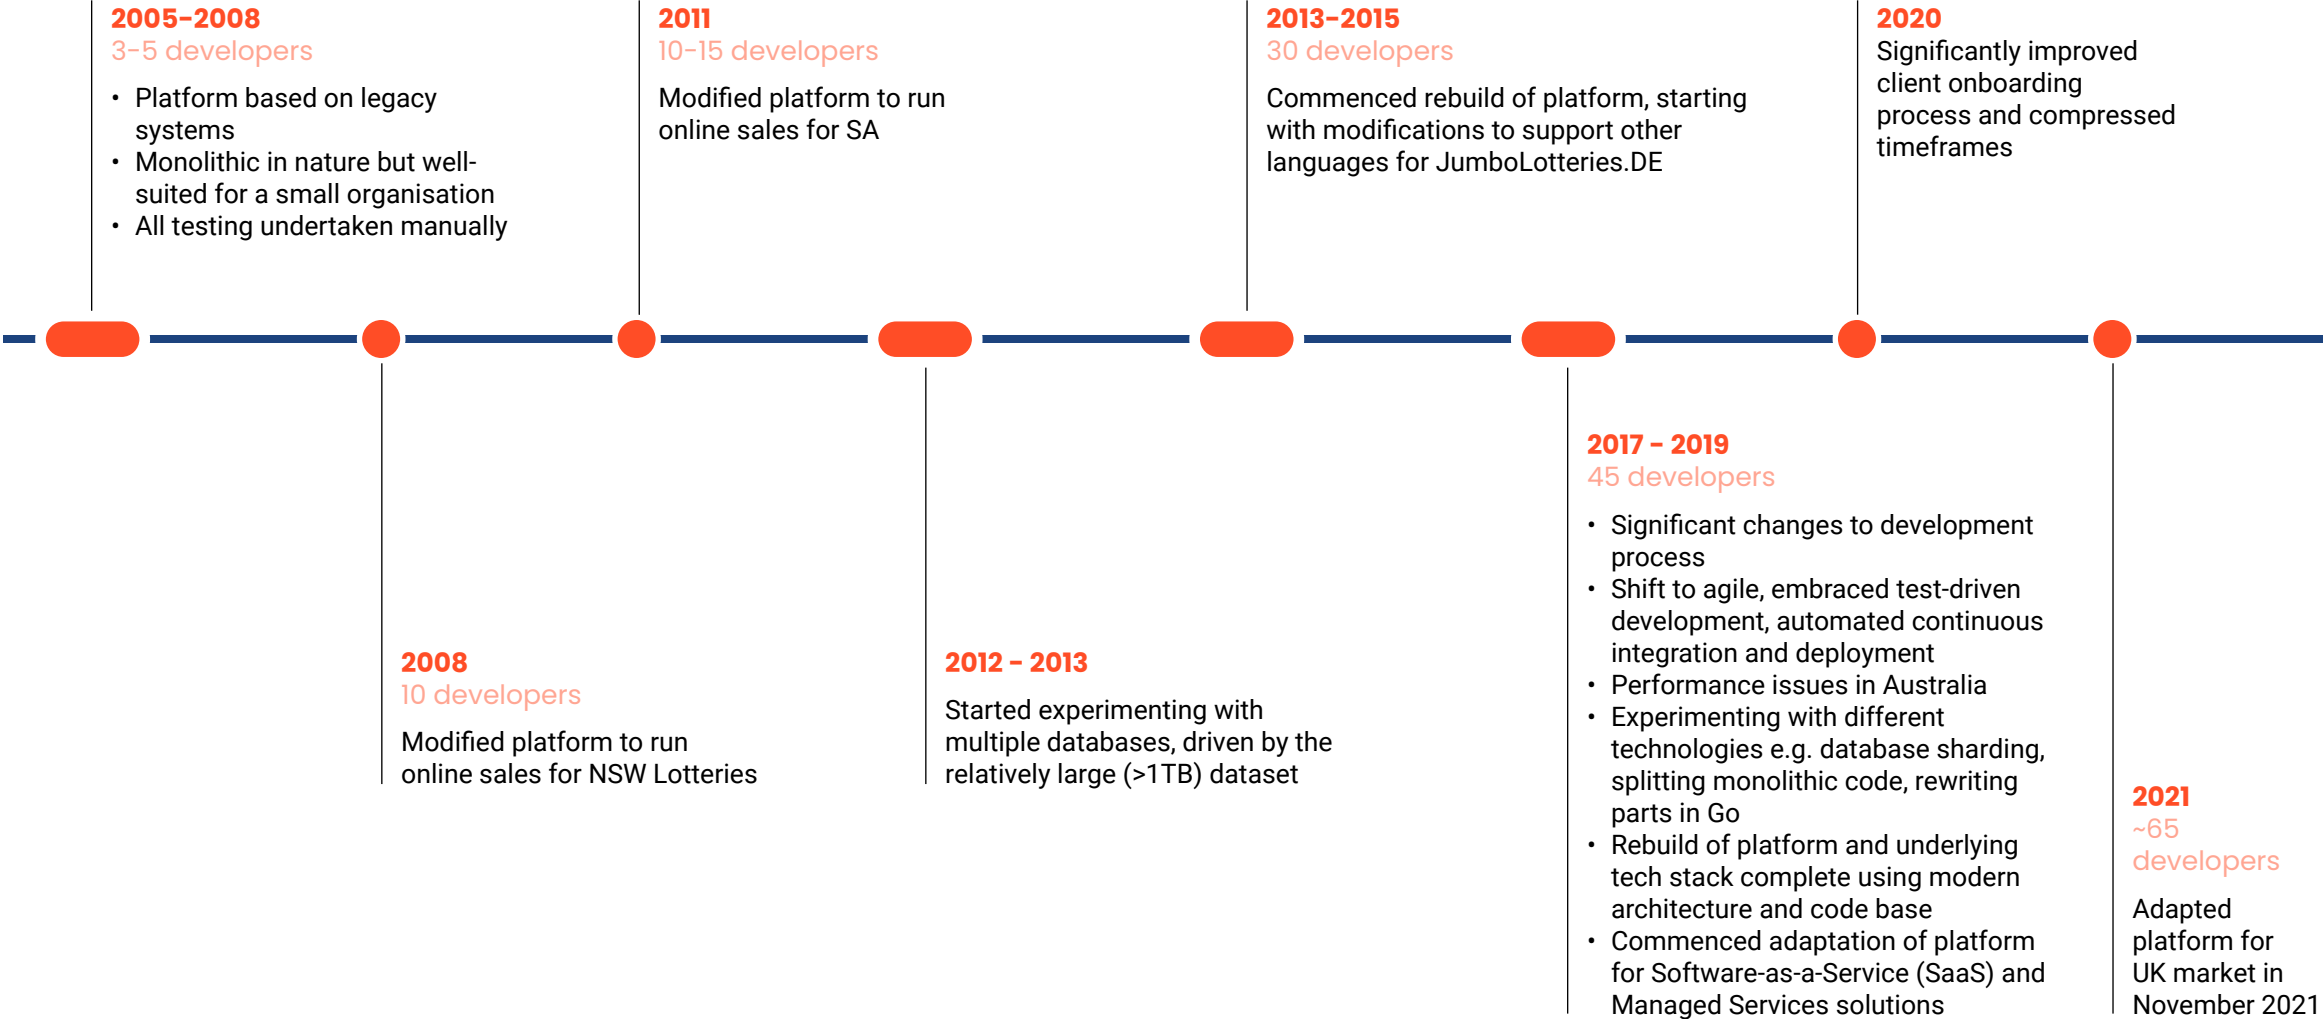 2005-2008
3-5 developers
• Platform based on legacy
systems
• Monolithic in nature but well-
suited for a small organisation
• All testing undertaken manually
2008
10 developers
Modified platform to run
online sales for NSW Lotteries
2011
10-15 developers
Modified platform to run
online sales for SA
2012 - 2013
Started experimenting with
multiple databases, driven by the
relatively large (>1TB) dataset
2013-2015
30 developers
Commenced rebuild of platform, starting
with modifications to support other
languages for JumboLotteries.DE
2017 - 2019
45 developers
• Significant changes to development
process
• Shift to agile, embraced test-driven
development, automated continuous
integration and deployment
• Performance issues in Australia
• Experimenting with different
technologies e.g. database sharding,
splitting monolithic code, rewriting
parts in Go
• Rebuild of platform and underlying
tech stack complete using modern
architecture and code base
• Commenced adaptation of platform
for Software-as-a-Service (SaaS) and
Managed Services solutions
2020
Significantly improved
client onboarding
process and compressed
timeframes
2021
~65
developers
Adapted
platform for
UK market in
November 2021